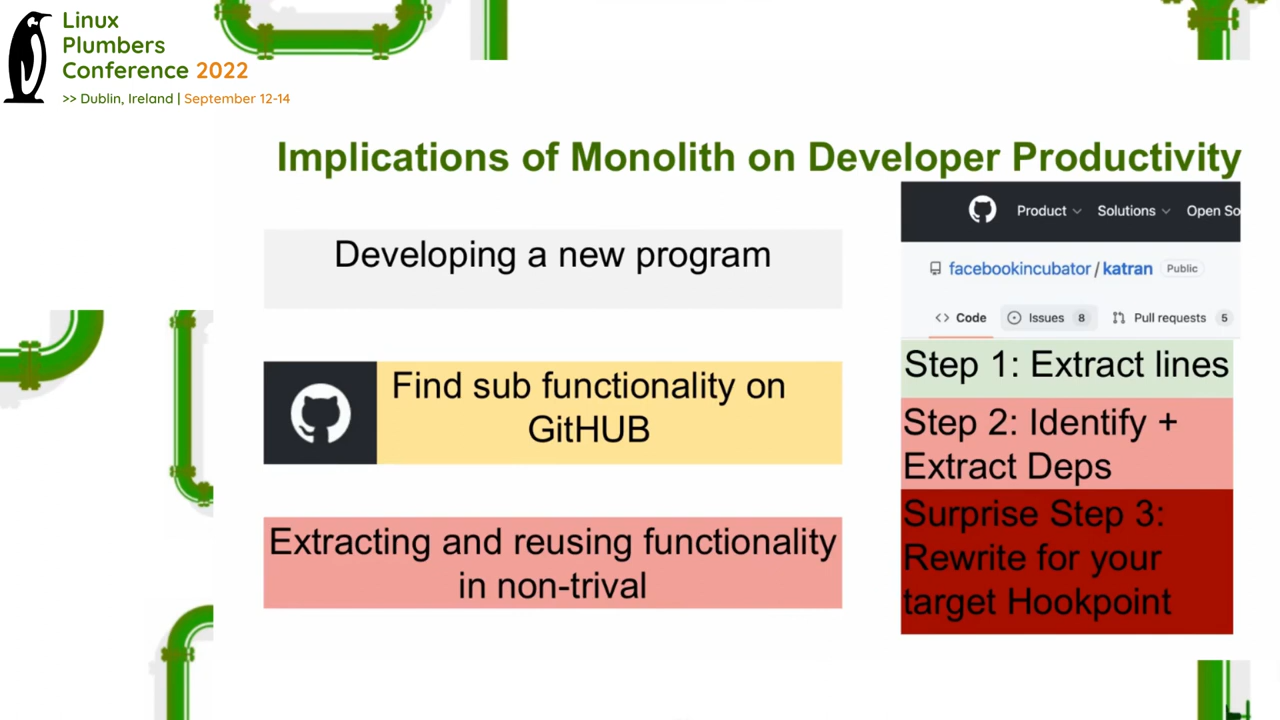 Linux
Plumbers
Conference 2022
>> Dublin, Ireland | September 12-14
Implications of Monolith on Developer Productivity
Developing a new program
Find sub functionality on
GitHUB
Extracting and reusing functionality
in non-trival
Product Solutions Open So
facebookincubator / katran Public
<> Code Issues 8 Pull requests 5
Step 1: Extract lines
Step 2: Identify +
Extract Deps
Surprise Step 3:
Rewrite for your
target Hookpoint